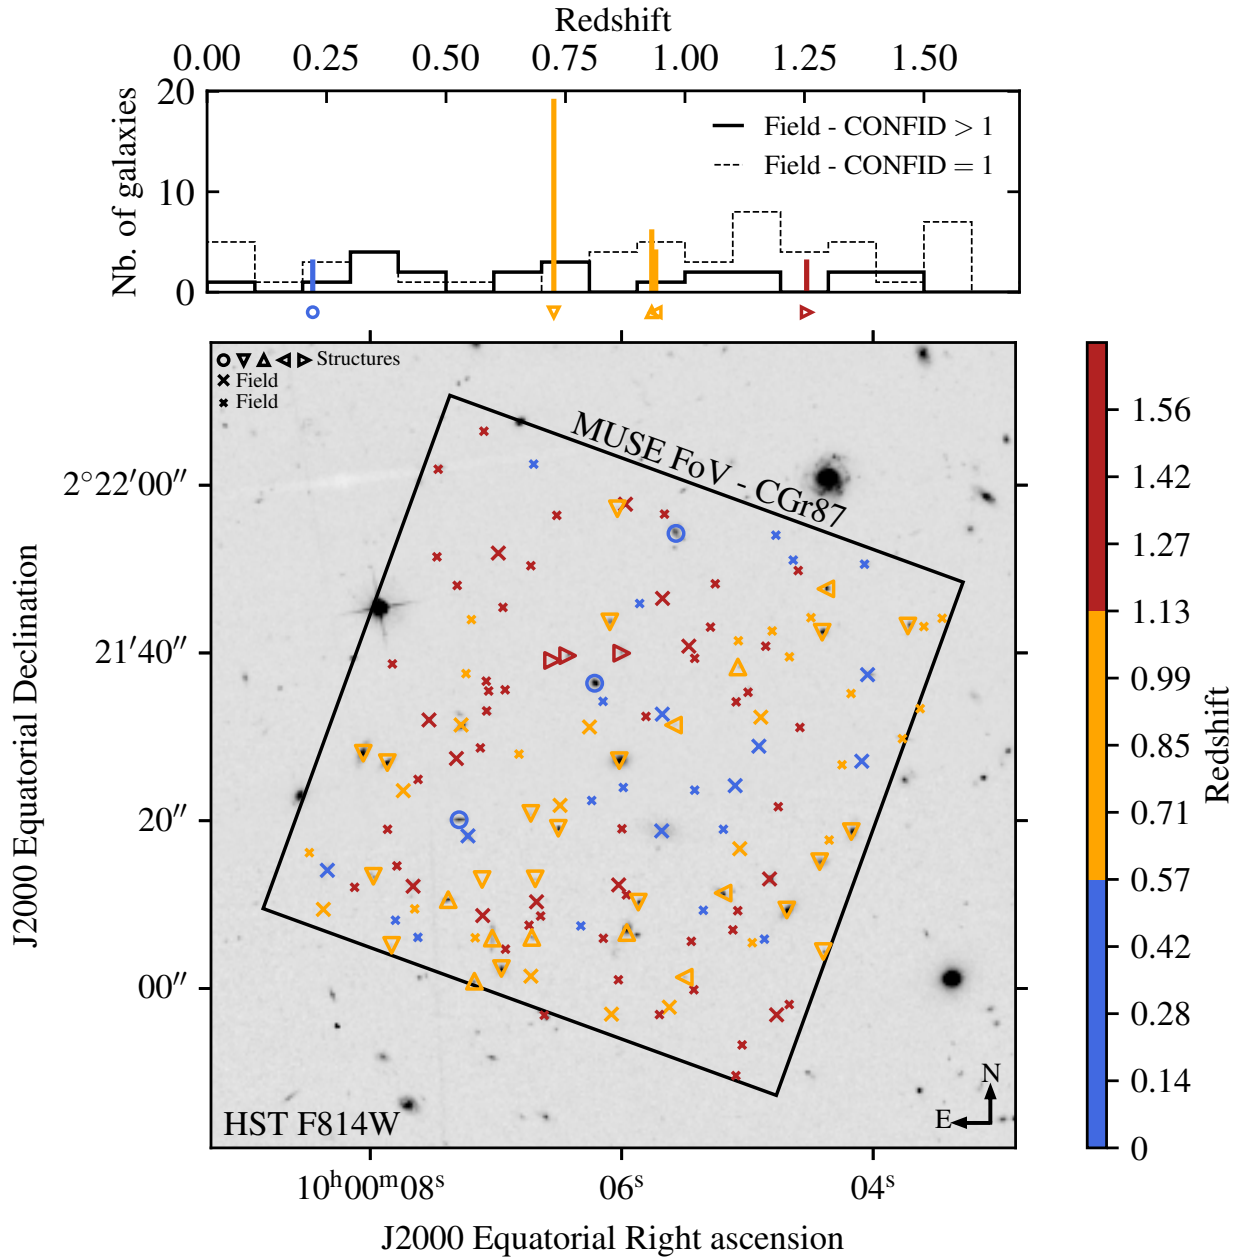 Redshift
0.00 0.25 0.50 0.75 1.00 1.25 1.50
20
10
0
Nb. of galaxies
Field - CONFID > 1
Field - CONFID = 1
Structures
Field
Field
MUSE FoV - CGr87
2°22′00″
21′40″
20″
00″
J2000 Equatorial Declination
HST F814W
N
E
10ʰ00ᵐ08ˢ 06ˢ 04ˢ
J2000 Equatorial Right ascension
1.56
1.42
1.27
1.13
0.99
0.85
0.71
0.57
0.42
0.28
0.14
0
Redshift